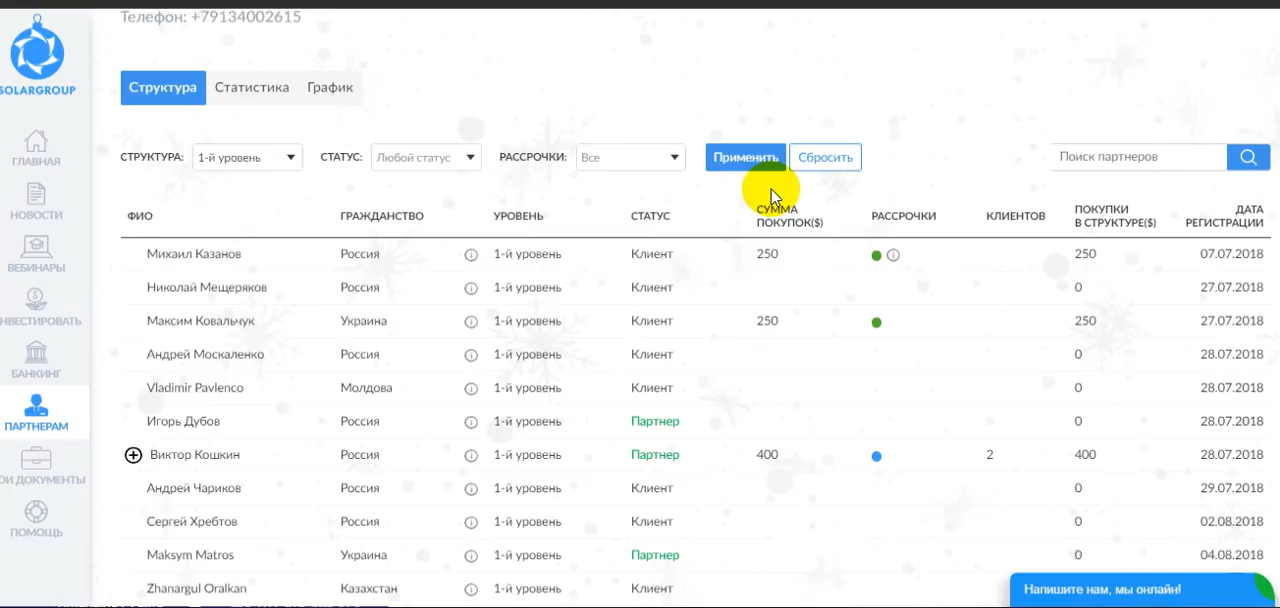 Телефон: +79134002615
SOLARGROUP
ГЛАВНАЯ
НОВОСТИ
ВЕБИНАРЫ
НВЕСТИРОВАТЬ
БАНКИНГ
ПАРТНЕРАМ
ОИ ДОКУМЕНТЫ
ПОМОЩЬ
Структура Статистика График
СТРУКТУРА: 1-й уровень СТАТУС: Любой статус РАССРОЧКИ: Все Применить Сбросить Поиск партнеров
ФИО ГРАЖДАНСТВО УРОВЕНЬ СТАТУС СУММА ПОКУПОК($) РАССРОЧКИ КЛИЕНТОВ ПОКУПКИ В СТРУКТУРЕ($) ДАТА РЕГИСТРАЦИИ
Михаил Казанов Россия 1-й уровень Клиент 250 250 07.07.2018
Николай Мещеряков Россия 1-й уровень Клиент 0 27.07.2018
Максим Ковальчук Украина 1-й уровень Клиент 250 250 27.07.2018
Андрей Москаленко Россия 1-й уровень Клиент 0 28.07.2018
Vladimir Pavlenco Молдова 1-й уровень Клиент 0 28.07.2018
Игорь Дубов Россия 1-й уровень Партнер 0 28.07.2018
Виктор Кошкин Россия 1-й уровень Партнер 400 2 400 28.07.2018
Андрей Чариков Россия 1-й уровень Клиент 0 29.07.2018
Сергей Хребтов Россия 1-й уровень Клиент 0 02.08.2018
Maksym Matros Украина 1-й уровень Партнер 0 04.08.2018
Zhanargul Oralkan Казахстан 1-й уровень Клиент
Напишите нам, мы онлайн!